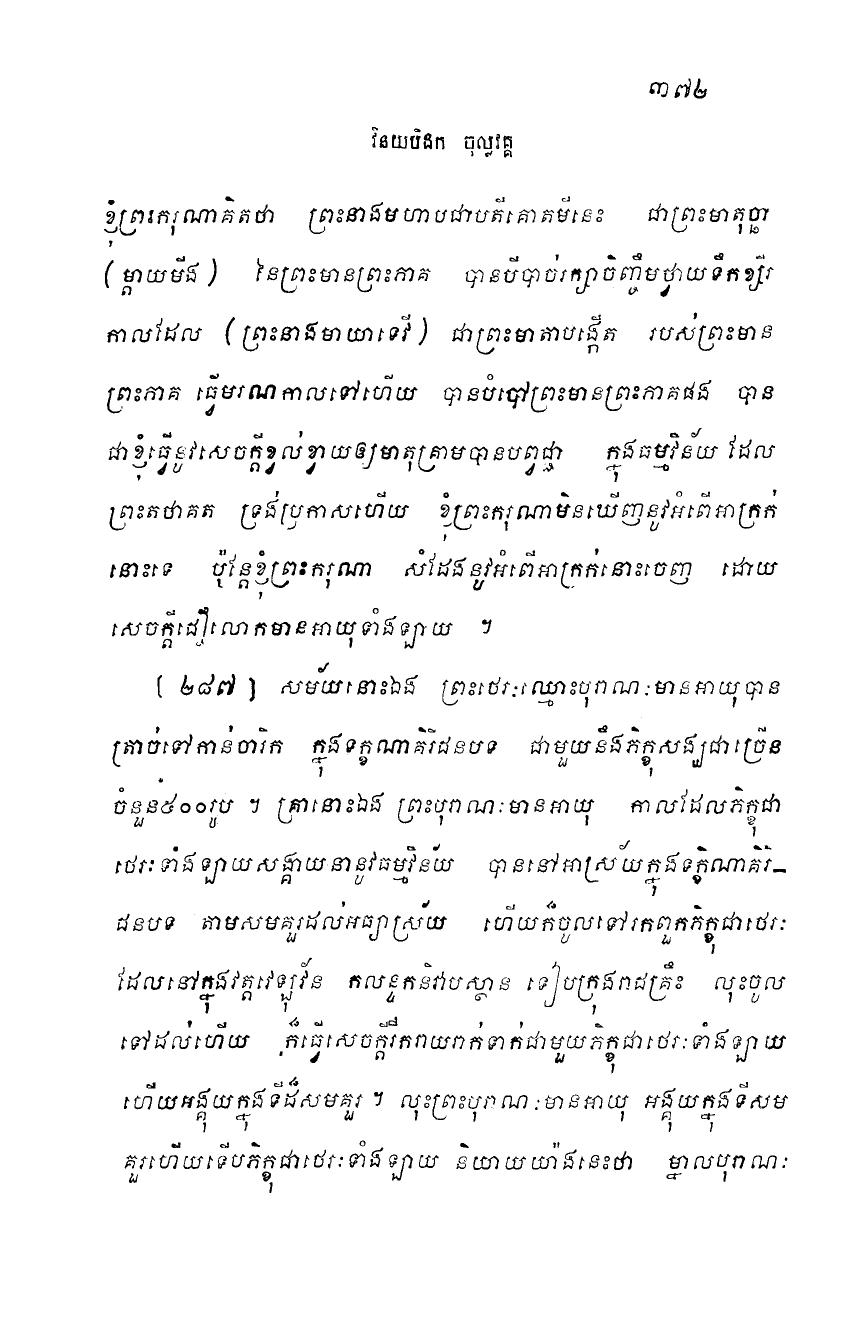 ៣៧២
វិនយបិដក ចុល្លវគ្គ
ខ្ញុំព្រះករុណាគិតថា ព្រះនាងមហាបជាបតីគោតមីនេះ ជាព្រះមាតុច្ឆា
(ម្តាយមីង) នៃព្រះមានព្រះភាគ បានបីបាច់រក្សាចិញ្ចឹមថ្វាយទឹកខ្សីរ
កាលដែល (ព្រះនាងមាយាទេវី) ជាព្រះមាតាបង្កើត របស់ព្រះមាន
ព្រះភាគ ធ្វើមរណកាលទៅហើយ បានបំបៅព្រះមានព្រះភាគផង បាន
ជាខ្ញុំធ្វើនូវសេចក្តីខ្វល់ខ្វាយឲ្យមាតុគ្រាមបានបព្វជ្ជា ក្នុងធម្មវិន័យ ដែល
ព្រះតថាគត ទ្រង់ប្រកាសហើយ ខ្ញុំព្រះករុណាមិនឃើញនូវអំពើអាក្រក់
នោះទេ ប៉ុន្តែខ្ញុំព្រះករុណា សំដែងនូវអំពើអាក្រក់នោះចេញ ដោយ
សេចក្តីជឿលោកមានអាយុទាំងឡាយ ។
[២៨៧] សម័យនោះឯង ព្រះថេរៈឈ្មោះបុរាណៈមានអាយុបាន
ត្រាច់ទៅកាន់ចារិក ក្នុងទក្ខណាគិរីជនបទ ជាមួយនឹងភិក្ខុសង្ឃជាច្រើន
ចំនួន៥០០រូប ។ គ្រានោះឯង ព្រះបុរាណៈមានអាយុ កាលដែលភិក្ខុជា
ថេរៈទាំងឡាយសង្គាយនានូវធម្មវិន័យ បាននៅអាស្រ័យក្នុងទក្ខិណាគិរី-
ជនបទ តាមសមគួរដល់អធ្យាស្រ័យ ហើយក៏ចូលទៅរកពួកភិក្ខុជាថេរៈ
ដែលនៅក្នុងវត្តវេឡុវ័ន កលន្ទកនិវាបស្ថាន ទៀបក្រុងរាជគ្រឹះ លុះចូល
ទៅដល់ហើយ ក៏ធ្វើសេចក្តីរីករាយរាក់ទាក់ជាមួយភិក្ខុជាថេរៈទាំងឡាយ
ហើយអង្គុយក្នុងទីដ៏សមគួរ ។ លុះព្រះបុរាណៈមានអាយុ អង្គុយក្នុងទីសម
គួរហើយទើបភិក្ខុជាថេរៈទាំងឡាយ និយាយយ៉ាងនេះថា ម្នាលបុរាណៈ